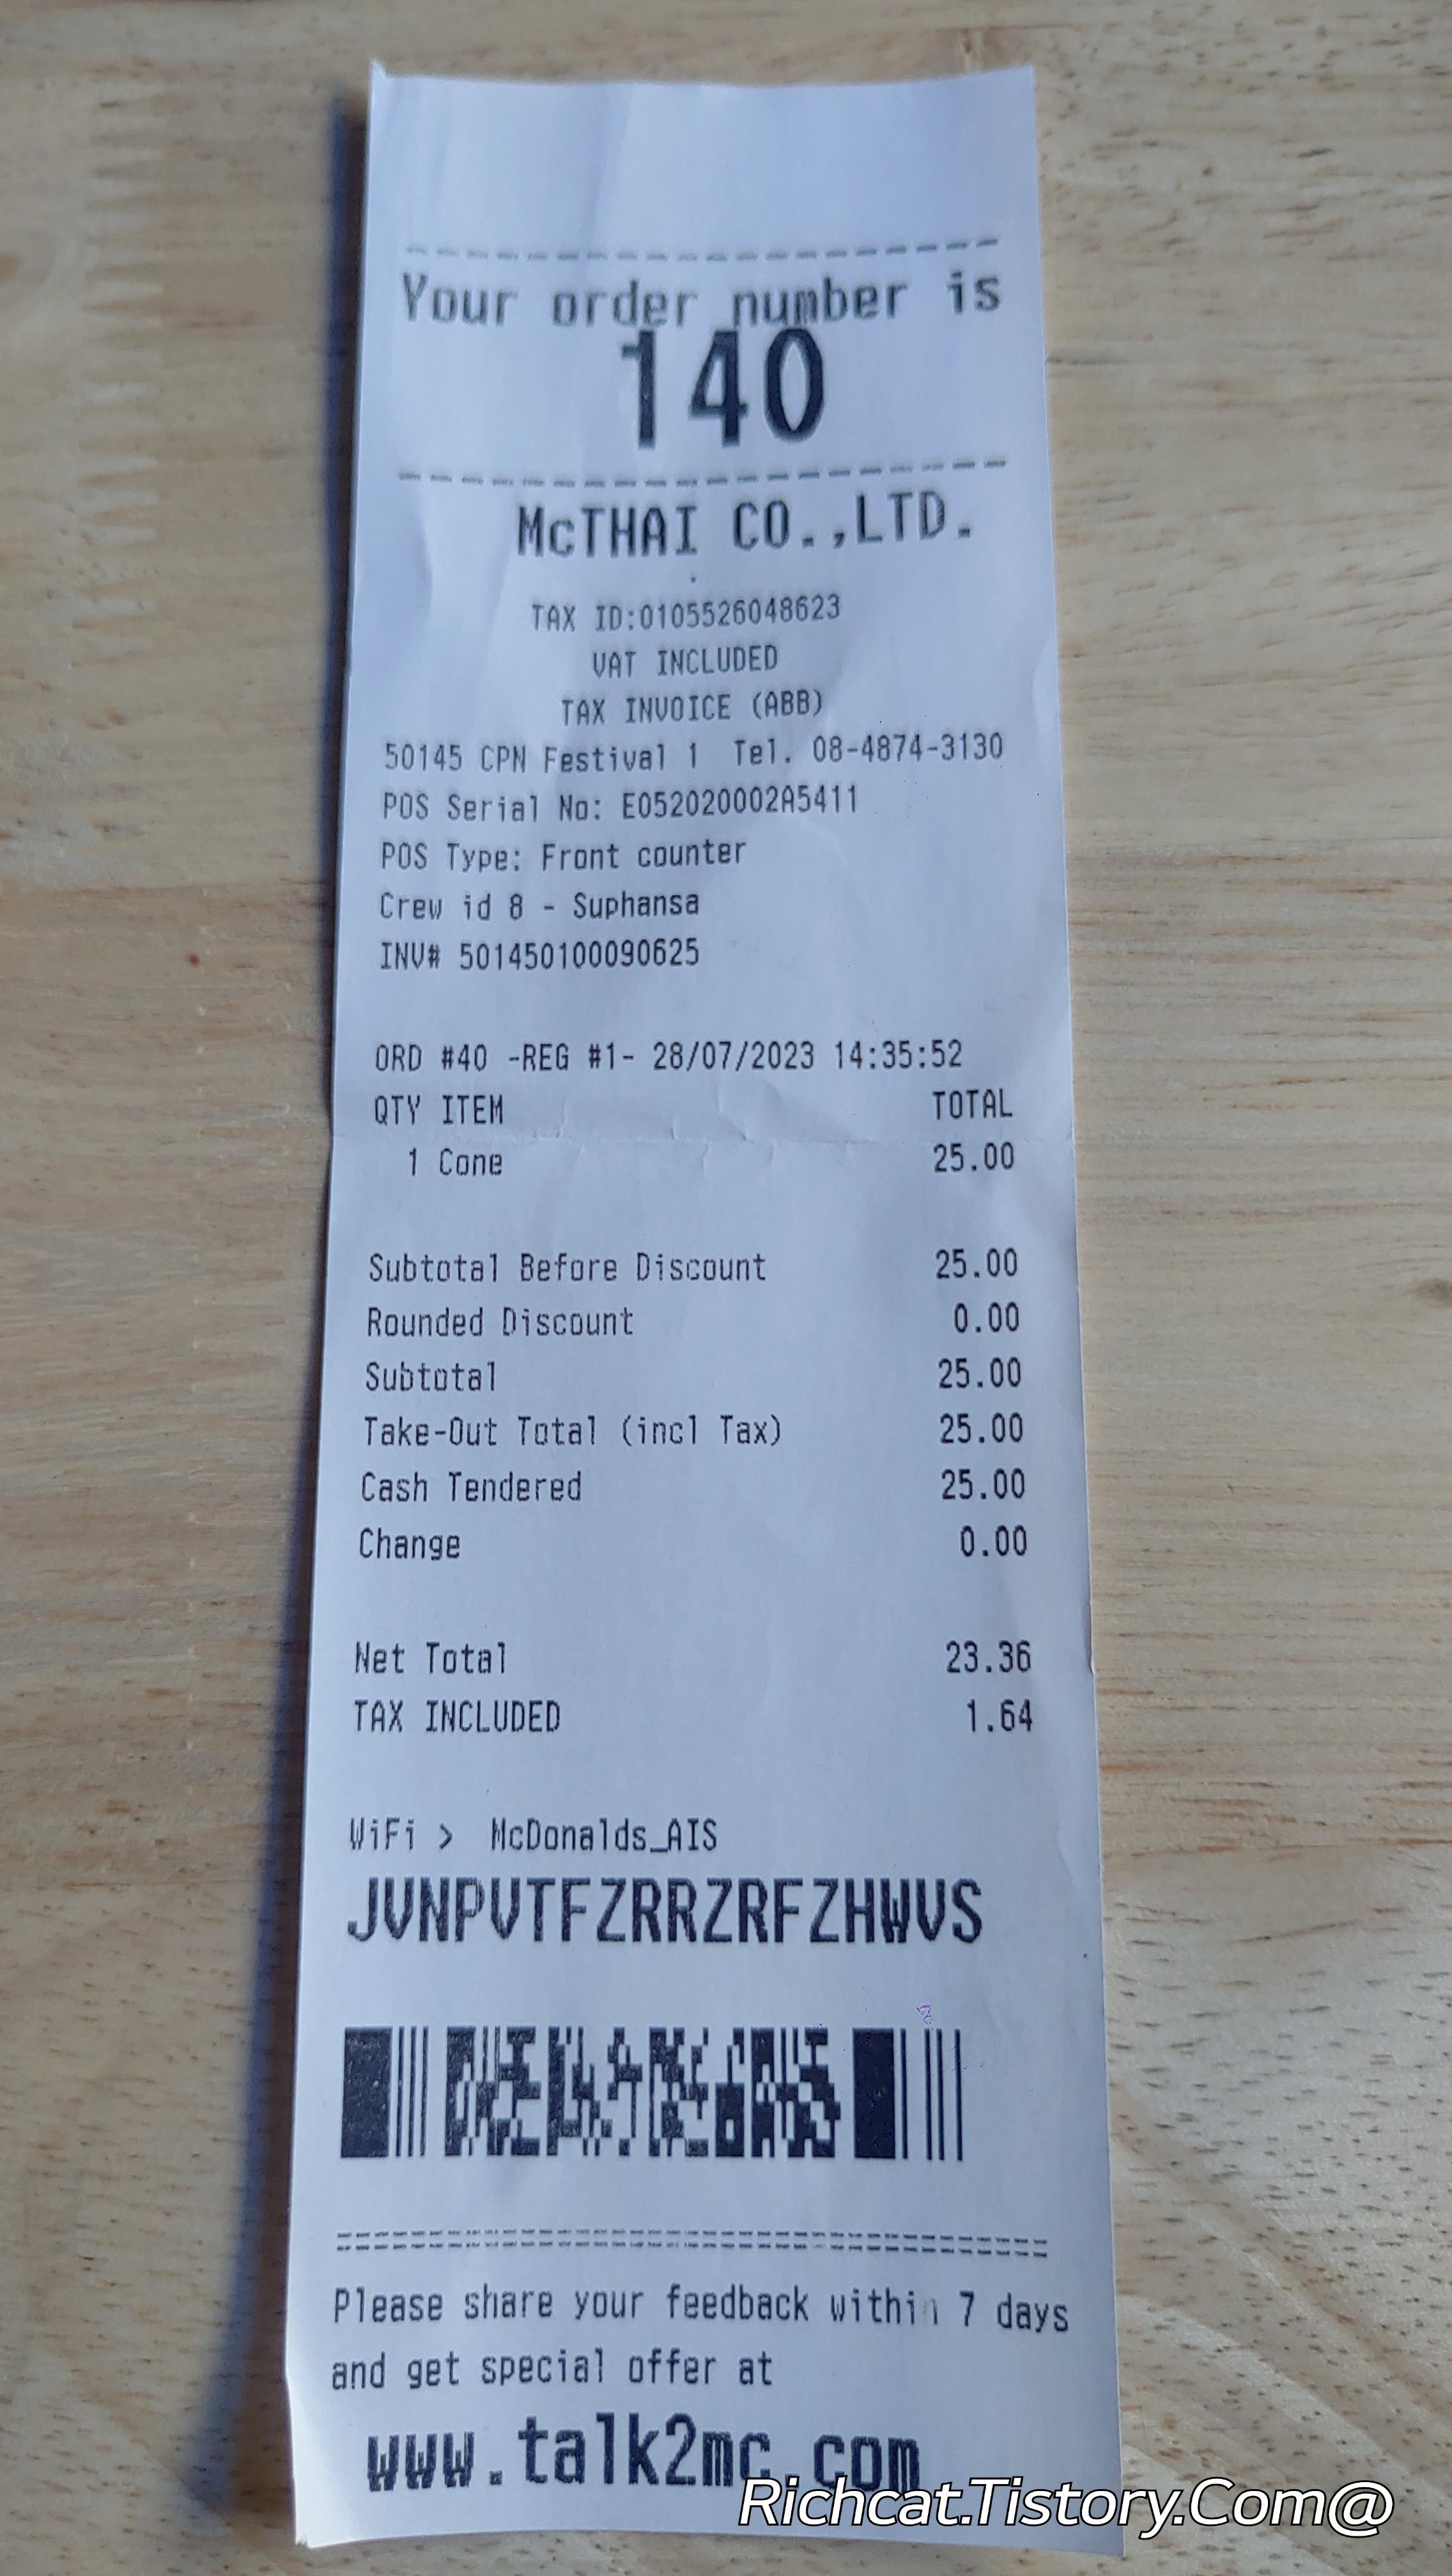 Your order number is
140
McTHAI CO.,LTD.
TAX ID:0105526048623
VAT INCLUDED
TAX INVOICE (ABB)
50145 CPN Festival 1 Tel. 08-4874-3130
POS Serial No: E052020002A5411
POS Type: Front counter
Crew id 8 - Suphansa
INV# 501450100090625
ORD #40 -REG #1- 28/07/2023 14:35:52
QTY ITEM TOTAL
1 Cone 25.00
Subtotal Before Discount 25.00
Rounded Discount 0.00
Subtotal 25.00
Take-Out Total (incl Tax) 25.00
Cash Tendered 25.00
Change 0.00
Net Total 23.36
TAX INCLUDED 1.64
WiFi > McDonalds_AIS
JVNPVTFZRRZRFZHWVS
Please share your feedback within 7 days
and get special offer at
www.talk2mc.com
Richcat.Tistory.Com@